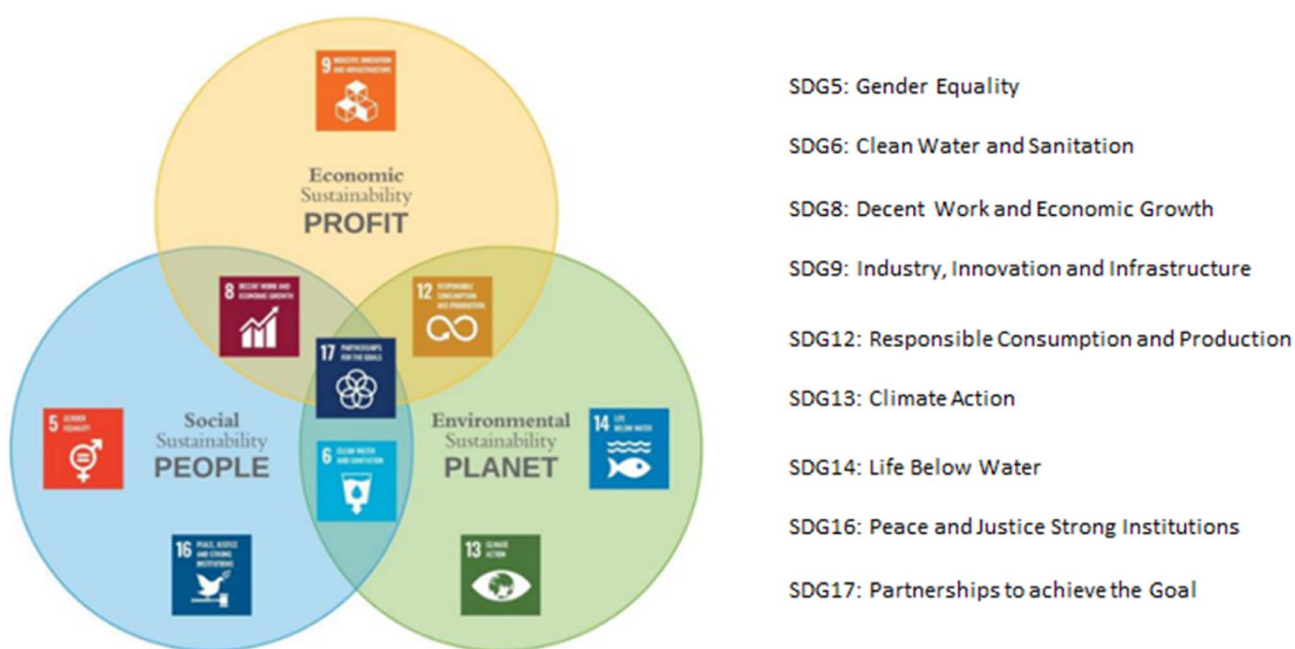 9 INDUSTRY, INNOVATION
AND INFRASTRUCTURE
Economic
Sustainability
PROFIT
8 DECENT WORK AND
ECONOMIC GROWTH
12 RESPONSIBLE
CONSUMPTION
AND PRODUCTION
17 PARTNERSHIPS
FOR THE GOALS
5 GENDER
EQUALITY
Social
Sustainability
PEOPLE
6 CLEAN WATER
AND SANITATION
Environmental
Sustainability
PLANET
14 LIFE
BELOW WATER
16 PEACE, JUSTICE
AND STRONG
INSTITUTIONS
13 CLIMATE
ACTION
SDG5: Gender Equality
SDG6: Clean Water and Sanitation
SDG8: Decent Work and Economic Growth
SDG9: Industry, Innovation and Infrastructure
SDG12: Responsible Consumption and Production
SDG13: Climate Action
SDG14: Life Below Water
SDG16: Peace and Justice Strong Institutions
SDG17: Partnerships to achieve the Goal